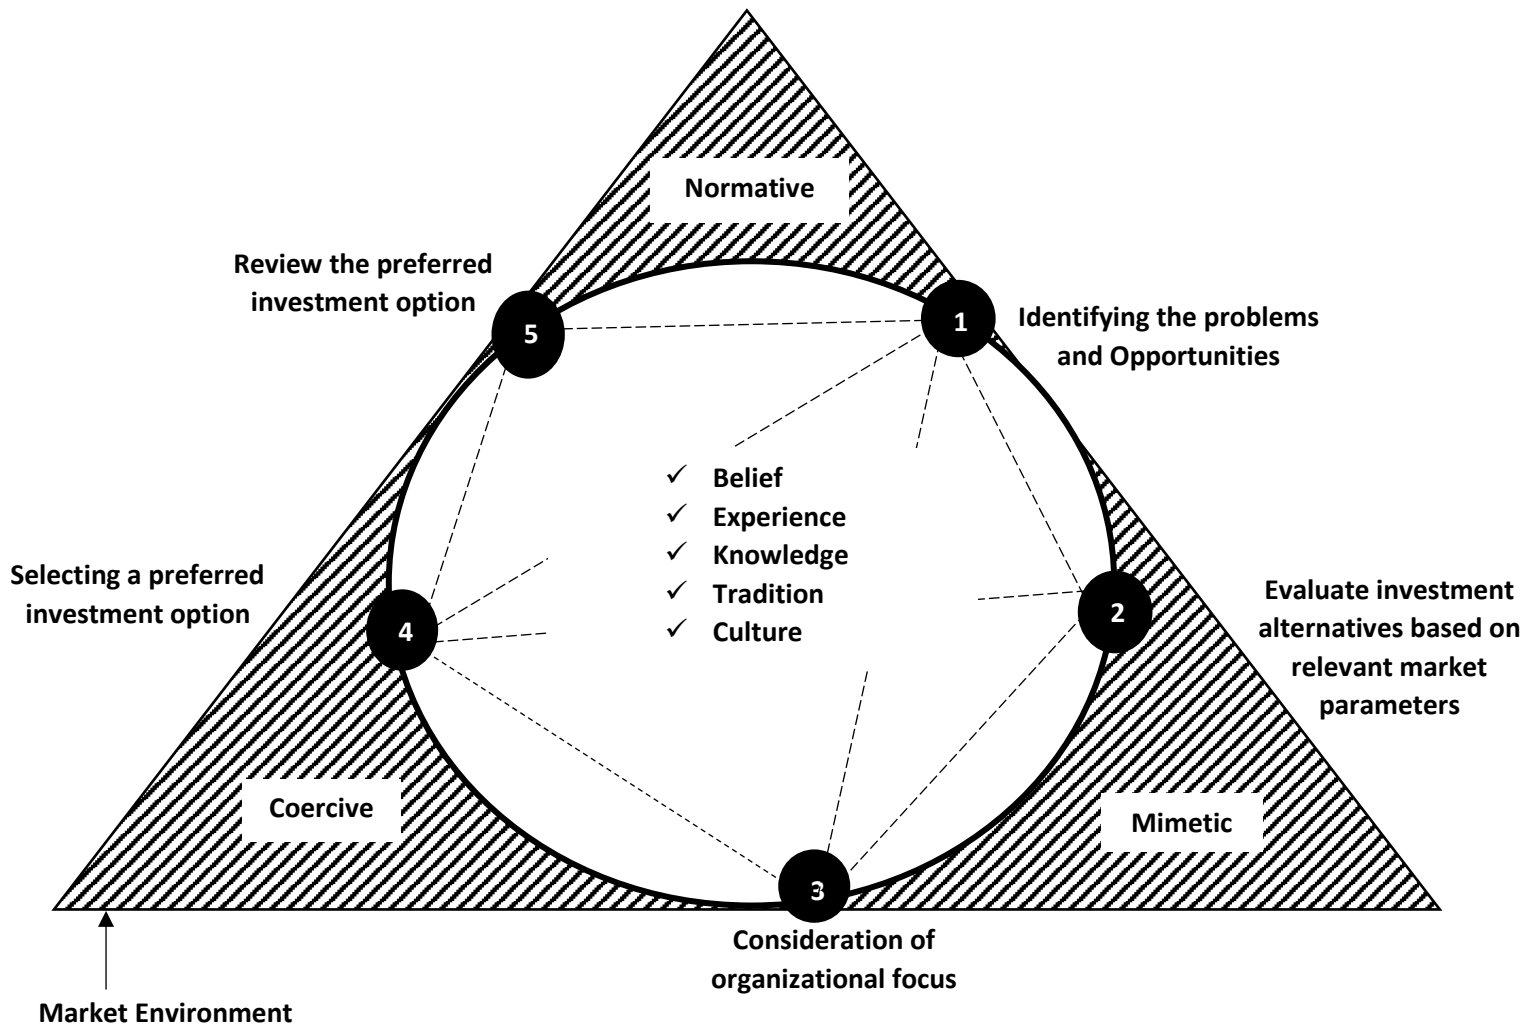 Normative
Review the preferred
investment option
5
1
Identifying the problems
and Opportunities
✓ Belief
✓ Experience
✓ Knowledge
✓ Tradition
✓ Culture
Selecting a preferred
investment option
4
2
Evaluate investment
alternatives based on
relevant market
parameters
Coercive
Mimetic
3
Consideration of
organizational focus
Market Environment